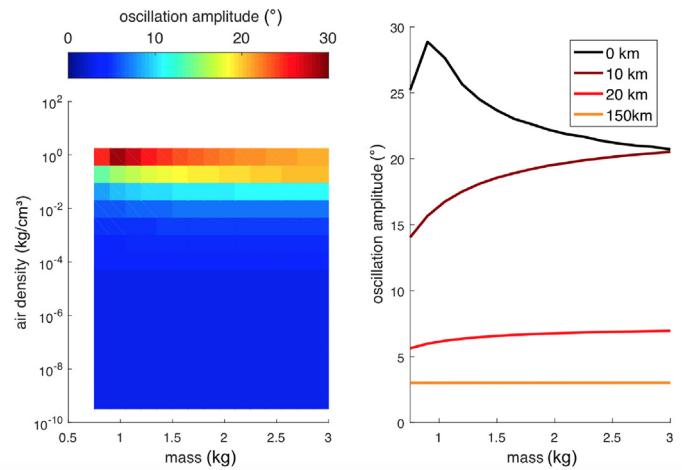 oscillation amplitude (°)
0 10 20 30
air density (kg/cm³)
10²
10⁰
10⁻²
10⁻⁴
10⁻⁶
10⁻⁸
10⁻¹⁰
0.5 1 1.5 2 2.5 3
mass (kg)
oscillation amplitude (°)
30
25
20
15
10
5
0
1 1.5 2 2.5 3
mass (kg)
0 km
10 km
20 km
150km